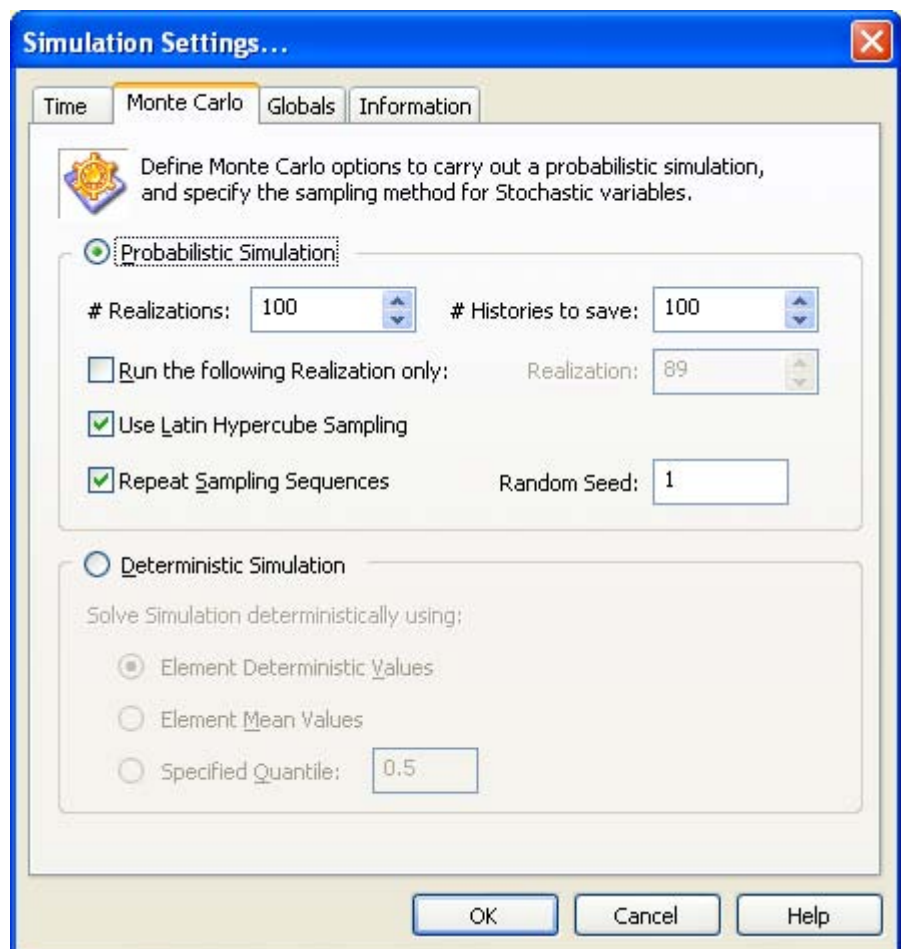 Simulation Settings...
Time Monte Carlo Globals Information
Define Monte Carlo options to carry out a probabilistic simulation,
and specify the sampling method for Stochastic variables.
Probabilistic Simulation
# Realizations: 100 # Histories to save: 100
Run the following Realization only: Realization: 89
Use Latin Hypercube Sampling
Repeat Sampling Sequences Random Seed: 1
Deterministic Simulation
Solve Simulation deterministically using:
Element Deterministic Values
Element Mean Values
Specified Quantile: 0.5
OK Cancel Help